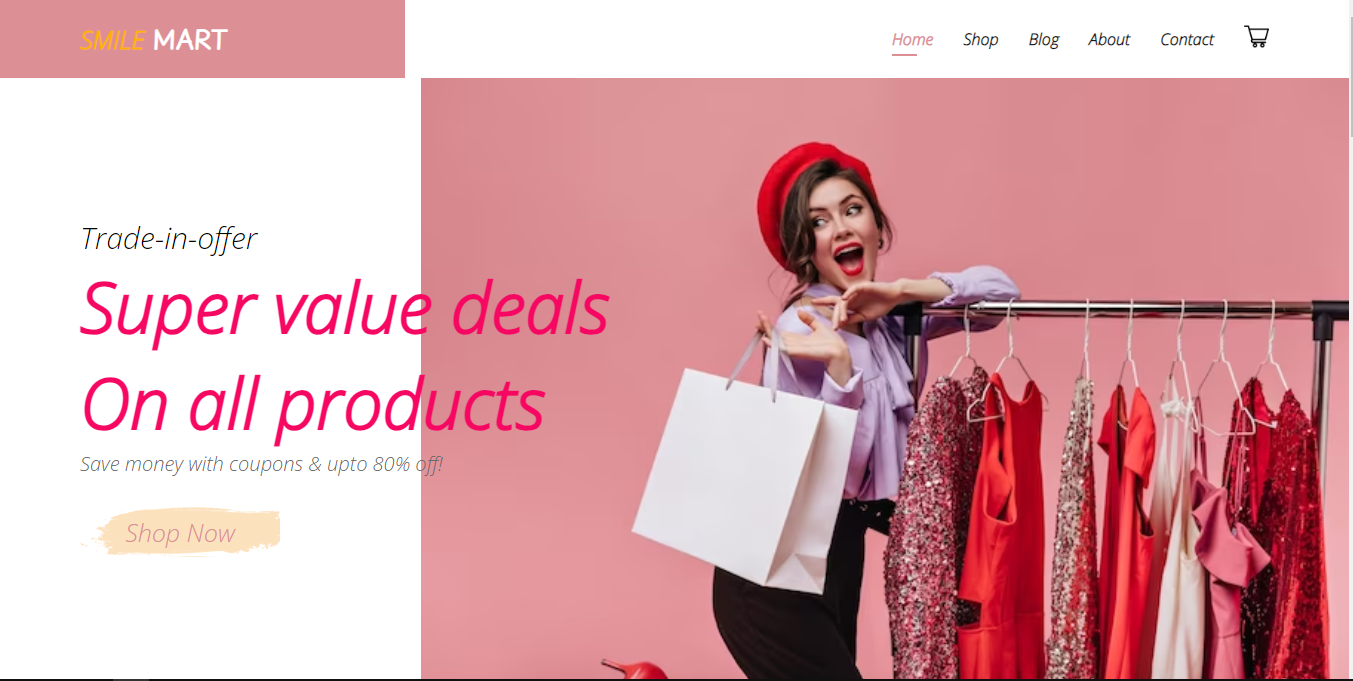 SMILE MART
Home Shop Blog About Contact
Trade-in-offer
Super value deals
On all products
Save money with coupons & upto 80% off!
Shop Now